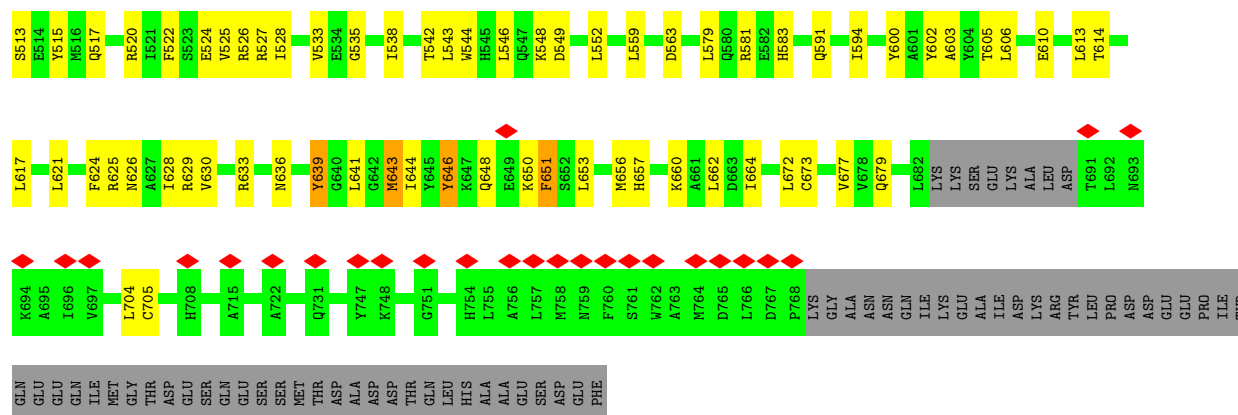 S513 E514 Y515 M516 Q517 R520 I521 F522 S523 E524 V525 R526 R527 I528 V533 E534 G535 I538 T542 L543 W544 H545 L546 Q547 K548 D549 L552 L559 D563 L579 Q580 R581 E582 H583 Q591 I594 Y600 A601 Y602 A603 Y604 T605 L606 E610 L613 T614
L617 L621 F624 R625 N626 A627 I628 R629 V630 R633 N636 Y639 G640 L641 G642 M643 I644 Y645 Y646 K647 Q648 E649 K650 F651 S652 L653 M656 H657 K660 A661 L662 D663 I664 L672 C673 V677 V678 Q679 L682 LYS LYS SER GLU LYS ALA LEU ASP T691 L692 N693
K694 A695 I696 V697 L704 C705 H708 A715 A722 Q731 Y747 K748 G751 H754 L755 A756 L757 M758 N759 F760 S761 W762 A763 M764 D765 L766 D767 P768 LYS GLY ALA ASN ASN GLN ILE LYS GLU ALA ILE ASP LYS ARG TYR LEU PRO ASP ASP GLU GLU PRO ILE
GLN GLU GLU GLN ILE MET GLY THR ASP GLU SER GLN GLU SER SER MET THR ASP ALA ASP ASP THR GLN LEU HIS ALA ALA GLU SER ASP GLU PHE